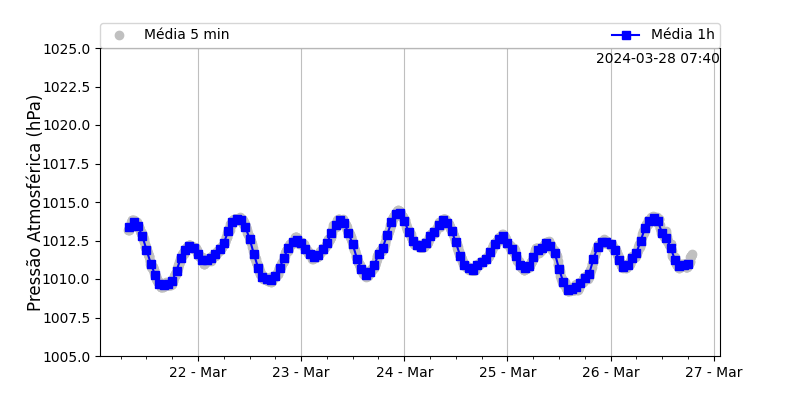 Média 5 min
Média 1h
2024-03-28 07:40
Pressão Atmosférica (hPa)
1025.0
1022.5
1020.0
1017.5
1015.0
1012.5
1010.0
1007.5
1005.0
22 - Mar
23 - Mar
24 - Mar
25 - Mar
26 - Mar
27 - Mar